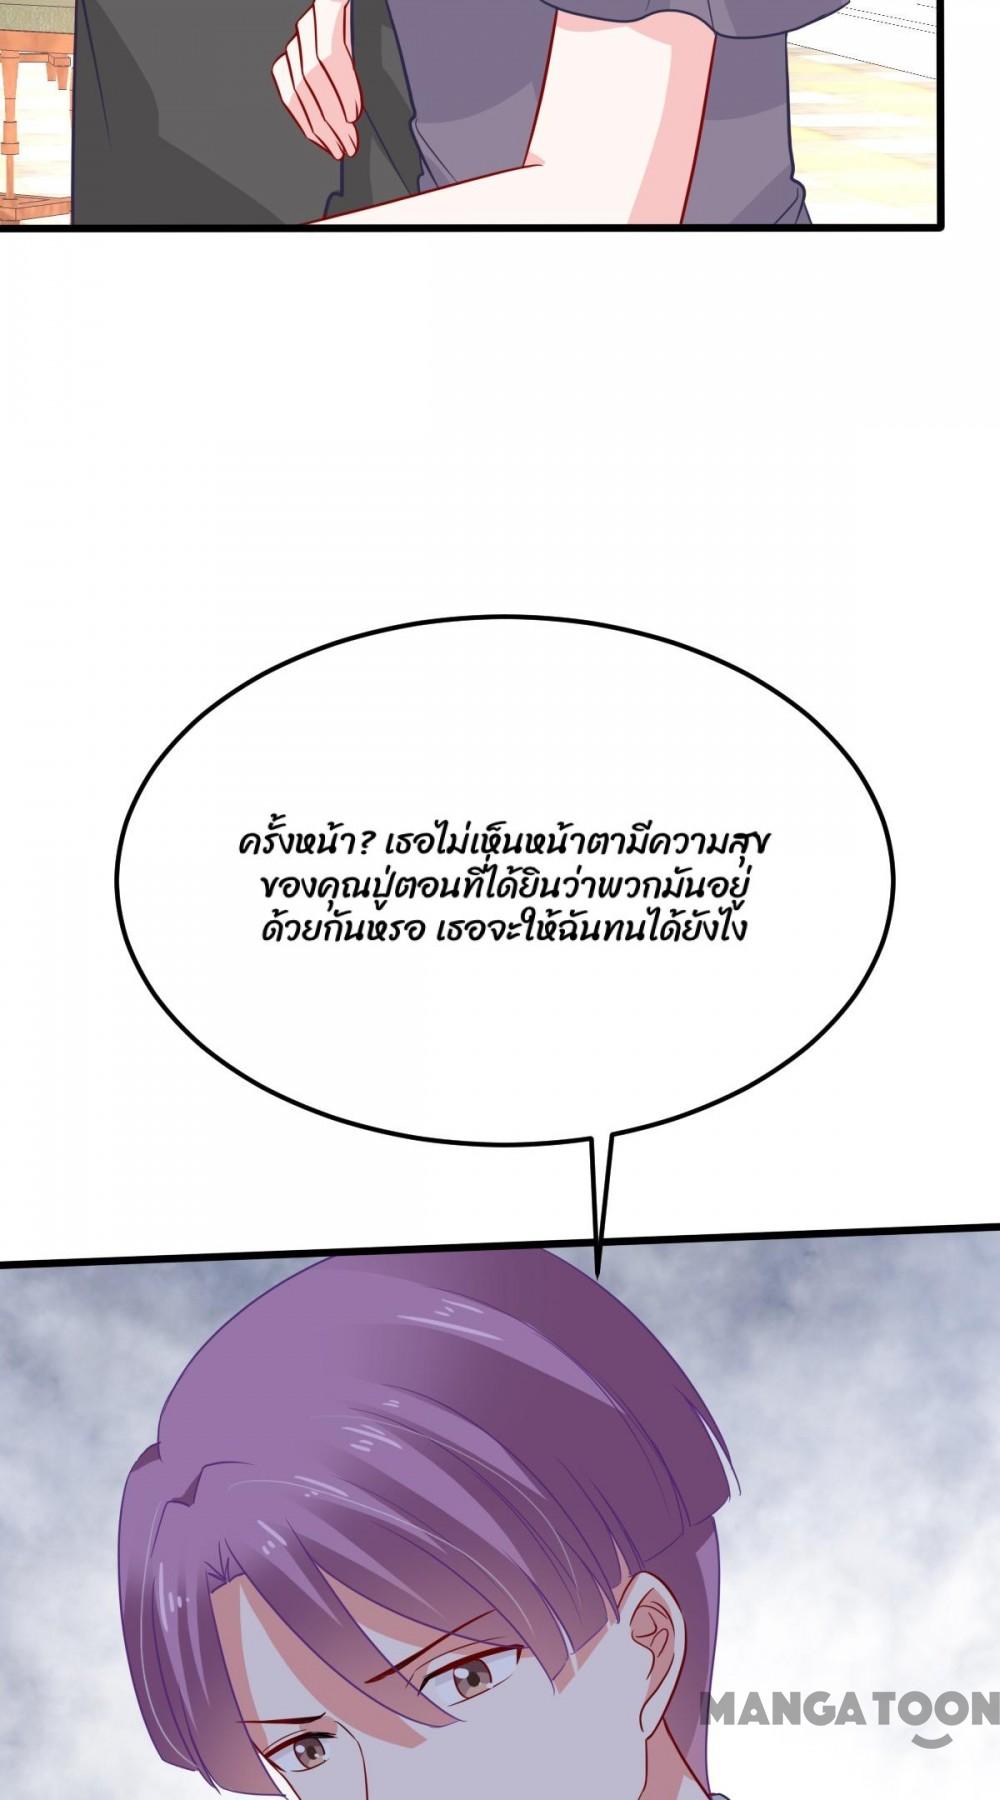 ครั้งหน้า? เธอไม่เห็นหน้าตามีความสุข
ของคุณปู่ตอนที่ได้ยินว่าพวกมันอยู่
ด้วยกันหรอ เธอจะให้ฉันทนได้ยังไง
MANGATOON